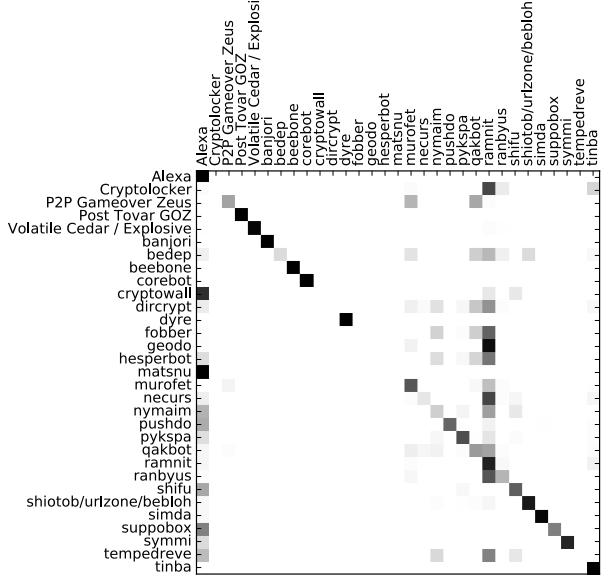 Alexa
Cryptolocker
P2P Gameover Zeus
Post Tovar GOZ
Volatile Cedar / Explosi
banjori
bedep
beebone
corebot
cryptowall
dircrypt
dyre
fobber
geodo
hesperbot
matsnu
murofet
necurs
nymaim
pushdo
pykspa
qakbot
ramnit
ranbyus
shifu
shiotob/urlzone/bebloh
simda
suppobox
symmi
tempedreve
tinba
Alexa
Cryptolocker
P2P Gameover Zeus
Post Tovar GOZ
Volatile Cedar / Explosive
banjori
bedep
beebone
corebot
cryptowall
dircrypt
dyre
fobber
geodo
hesperbot
matsnu
murofet
necurs
nymaim
pushdo
pykspa
qakbot
ramnit
ranbyus
shifu
shiotob/urlzone/bebloh
simda
suppobox
symmi
tempedreve
tinba